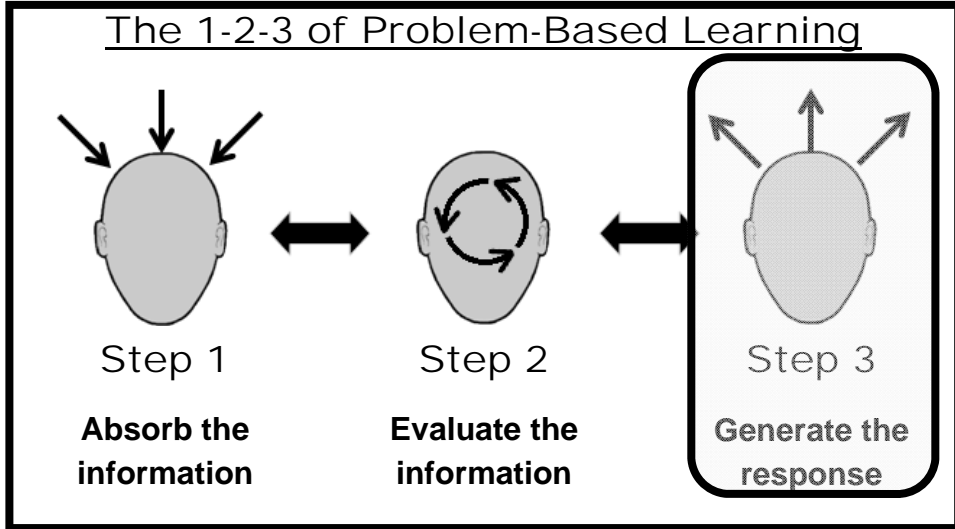 The 1-2-3 of Problem-Based Learning
Step 1
Absorb the
information
Step 2
Evaluate the
information
Step 3
Generate the
response